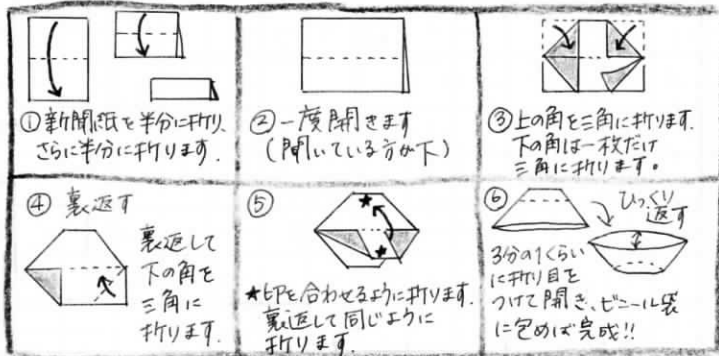 ①新聞紙を半分に折り、
さらに半分に折ります.
②一度開きます
(開いている方が下)
③上の角を三角に折ります.
下の角は一枚だけ
三角に折ります。
④ 裏返す
裏返して
下の角を
三角に
折ります.
⑤
★印を合わせるように折ります.
裏返して同じように
折ります.
⑥
ひっくり
返す
3分の1くらい
に折り目を
つけて開き、ビニール袋
に包めば完成!!